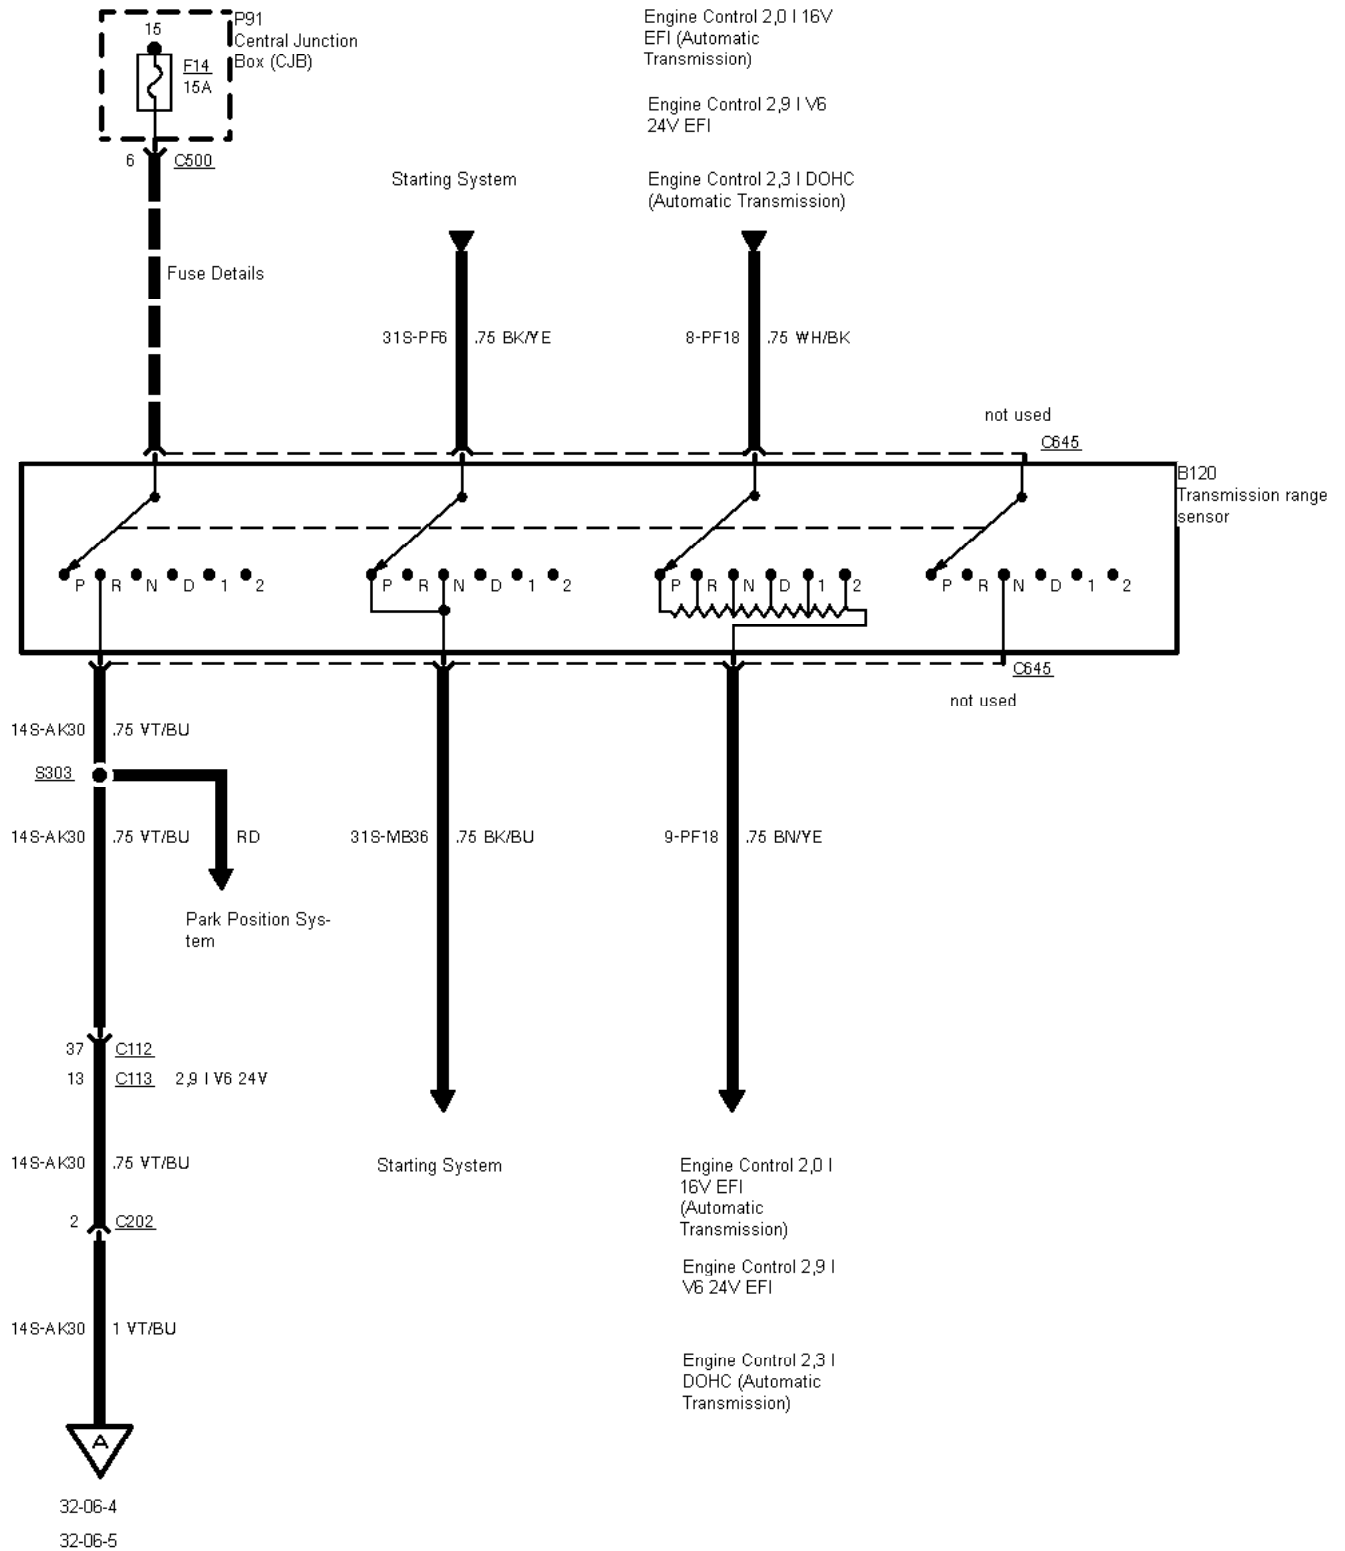 P91
Central Junction
Box (CJB)
15
F14
15A
6 C500
Fuse Details
Engine Control 2,0 l 16V
EFI (Automatic
Transmission)
Engine Control 2,9 l V6
24V EFI
Starting System
Engine Control 2,3 l DOHC
(Automatic Transmission)
31S-PF6 .75 BK/YE
8-PF18 .75 WH/BK
not used
C645
B120
Transmission range
sensor
P R N D 1 2
P R N D 1 2
P R N D 1 2
P R N D 1 2
C645
not used
14S-AK30 .75 VT/BU
S303
14S-AK30 .75 VT/BU
RD
31S-MB36 .75 BK/BU
9-PF18 .75 BN/YE
Park Position Sys-
tem
37 C112
13 C113 2,9 l V6 24V
14S-AK30 .75 VT/BU
2 C202
14S-AK30 1 VT/BU
A
32-06-4
32-06-5
Starting System
Engine Control 2,0 l
16V EFI
(Automatic
Transmission)
Engine Control 2,9 l
V6 24V EFI
Engine Control 2,3 l
DOHC (Automatic
Transmission)